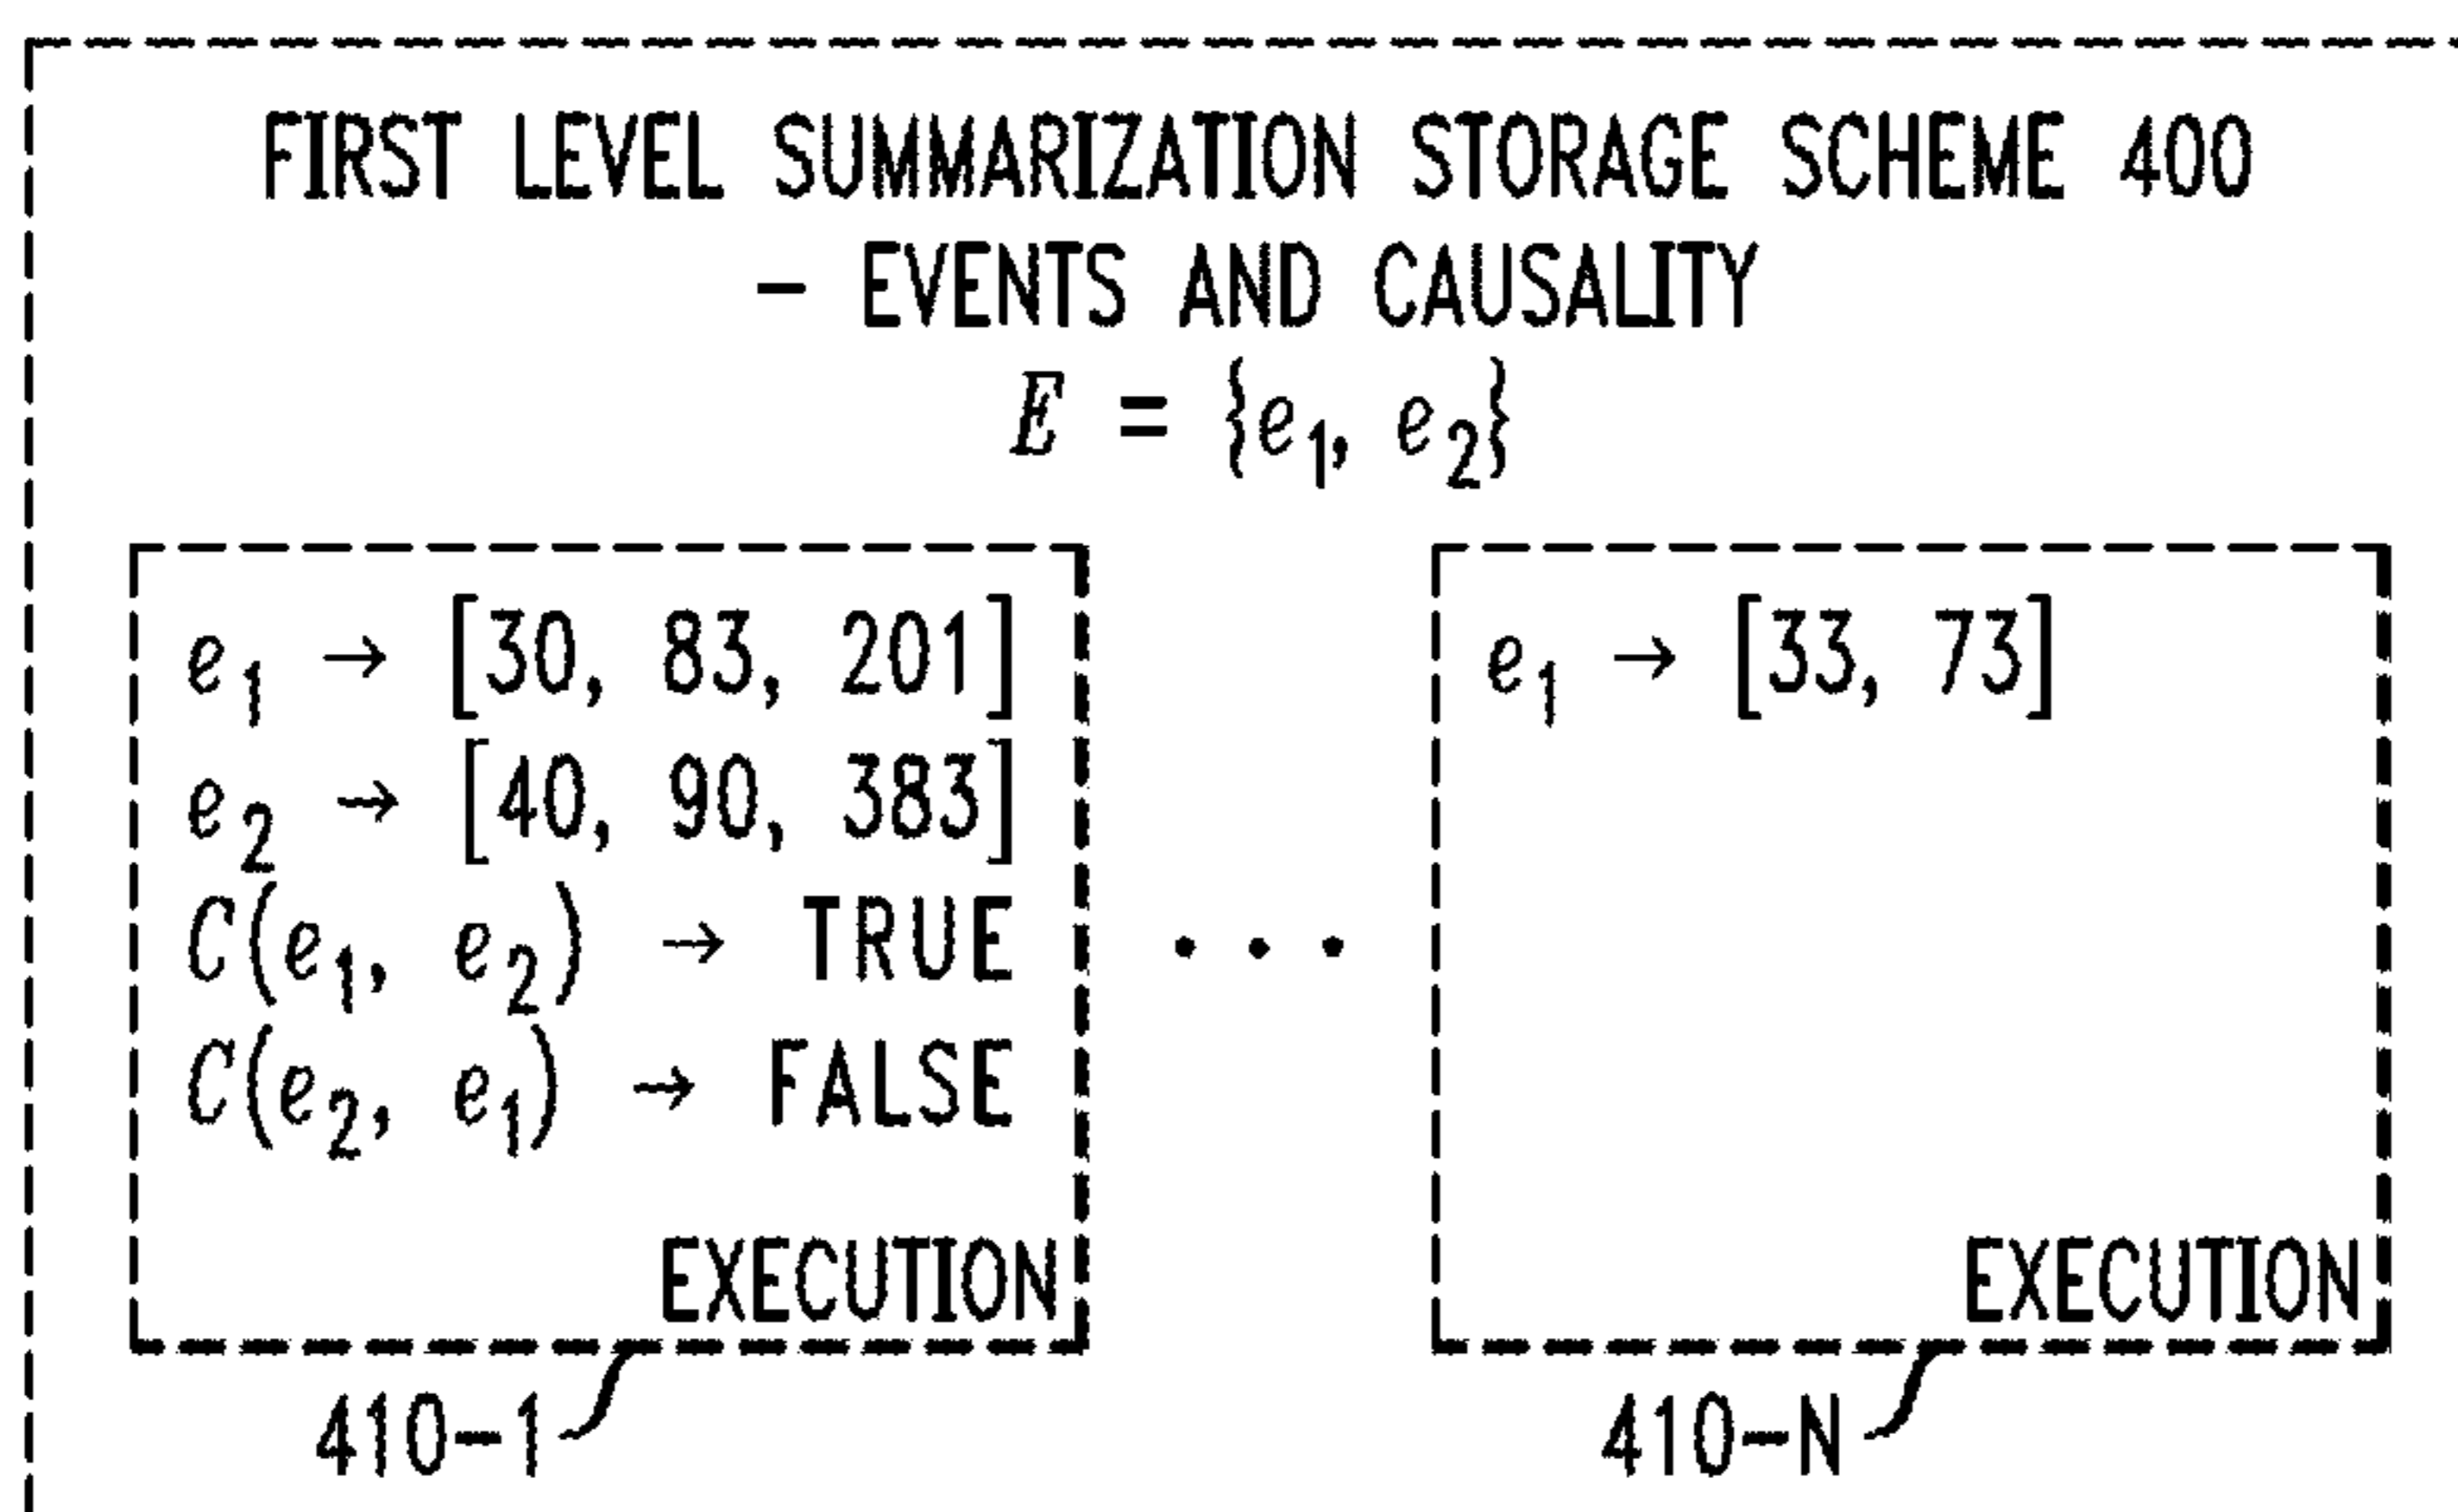 FIRST LEVEL SUMMARIZATION STORAGE SCHEME 400
– EVENTS AND CAUSALITY
E = {e₁, e₂}
e₁ → [30, 83, 201]
e₂ → [40, 90, 383]
C(e₁, e₂) → TRUE
C(e₂, e₁) → FALSE
EXECUTION
410–1
• • •
e₁ → [33, 73]
EXECUTION
410–N